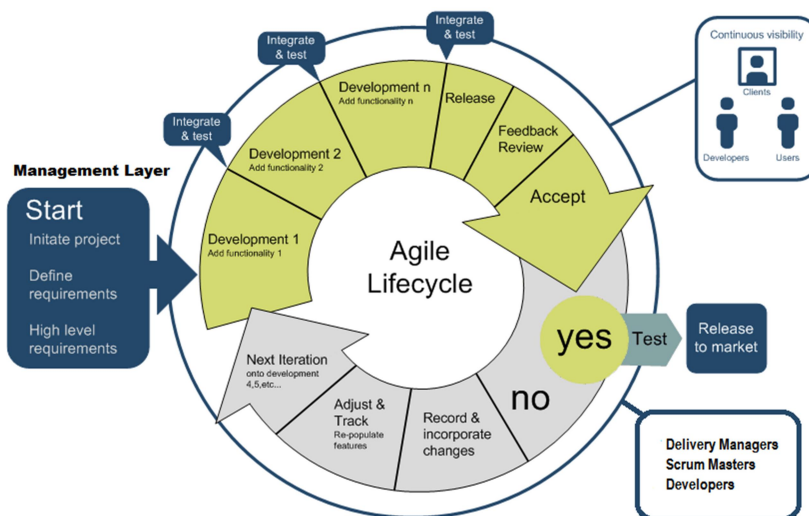 Management Layer
Start
Initate project
Define
requirements
High level
requirements
Integrate
& test
Integrate
& test
Integrate
& test
Development 1
Add functionality 1
Development 2
Add functionality 2
Development n
Add functionality n
Release
Feedback
Review
Accept
Agile
Lifecycle
yes
Test
Release
to market
no
Record &
incorporate
changes
Adjust &
Track
Re-populate
features
Next Iteration
onto development
4,5,etc...
Continuous visibility
Clients
Developers
Users
Delivery Managers
Scrum Masters
Developers